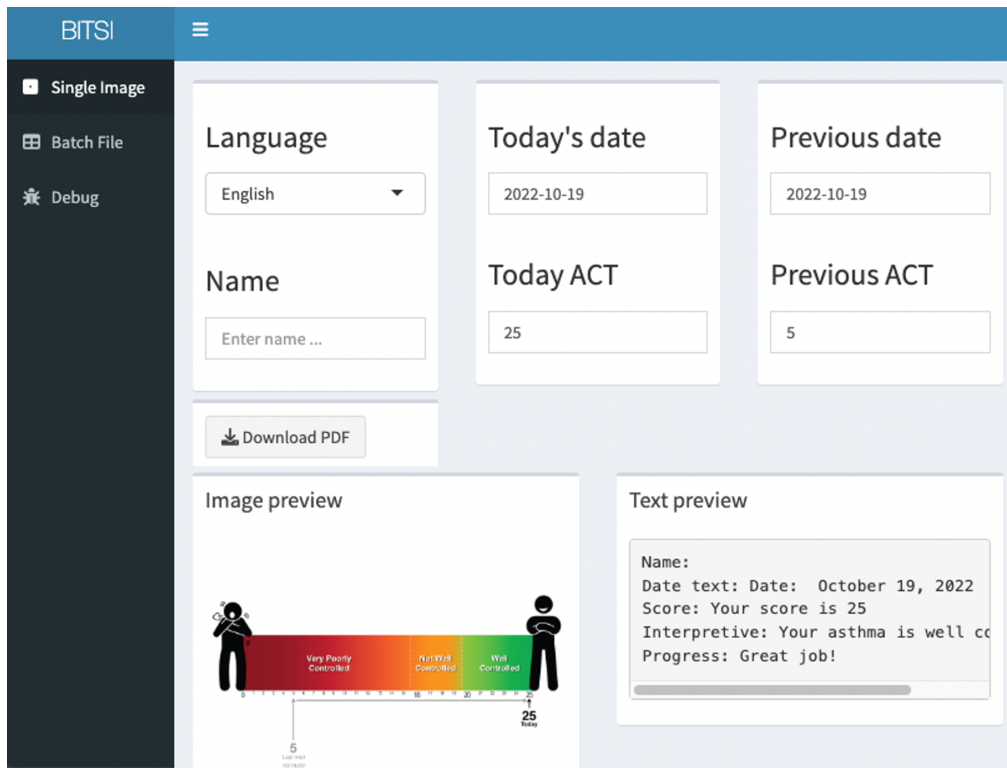 BITSI
Single Image
Batch File
Debug
Language
English
Name
Enter name ...
Today's date
2022-10-19
Today ACT
25
Previous date
2022-10-19
Previous ACT
5
Download PDF
Image preview
Very Poorly
Controlled
Not Well
Controlled
Well
Controlled
0
16
20
25
25
Today
5
Last visit
Text preview
Name:
Date text: Date:  October 19, 2022
Score: Your score is 25
Interpretive: Your asthma is well co
Progress: Great job!